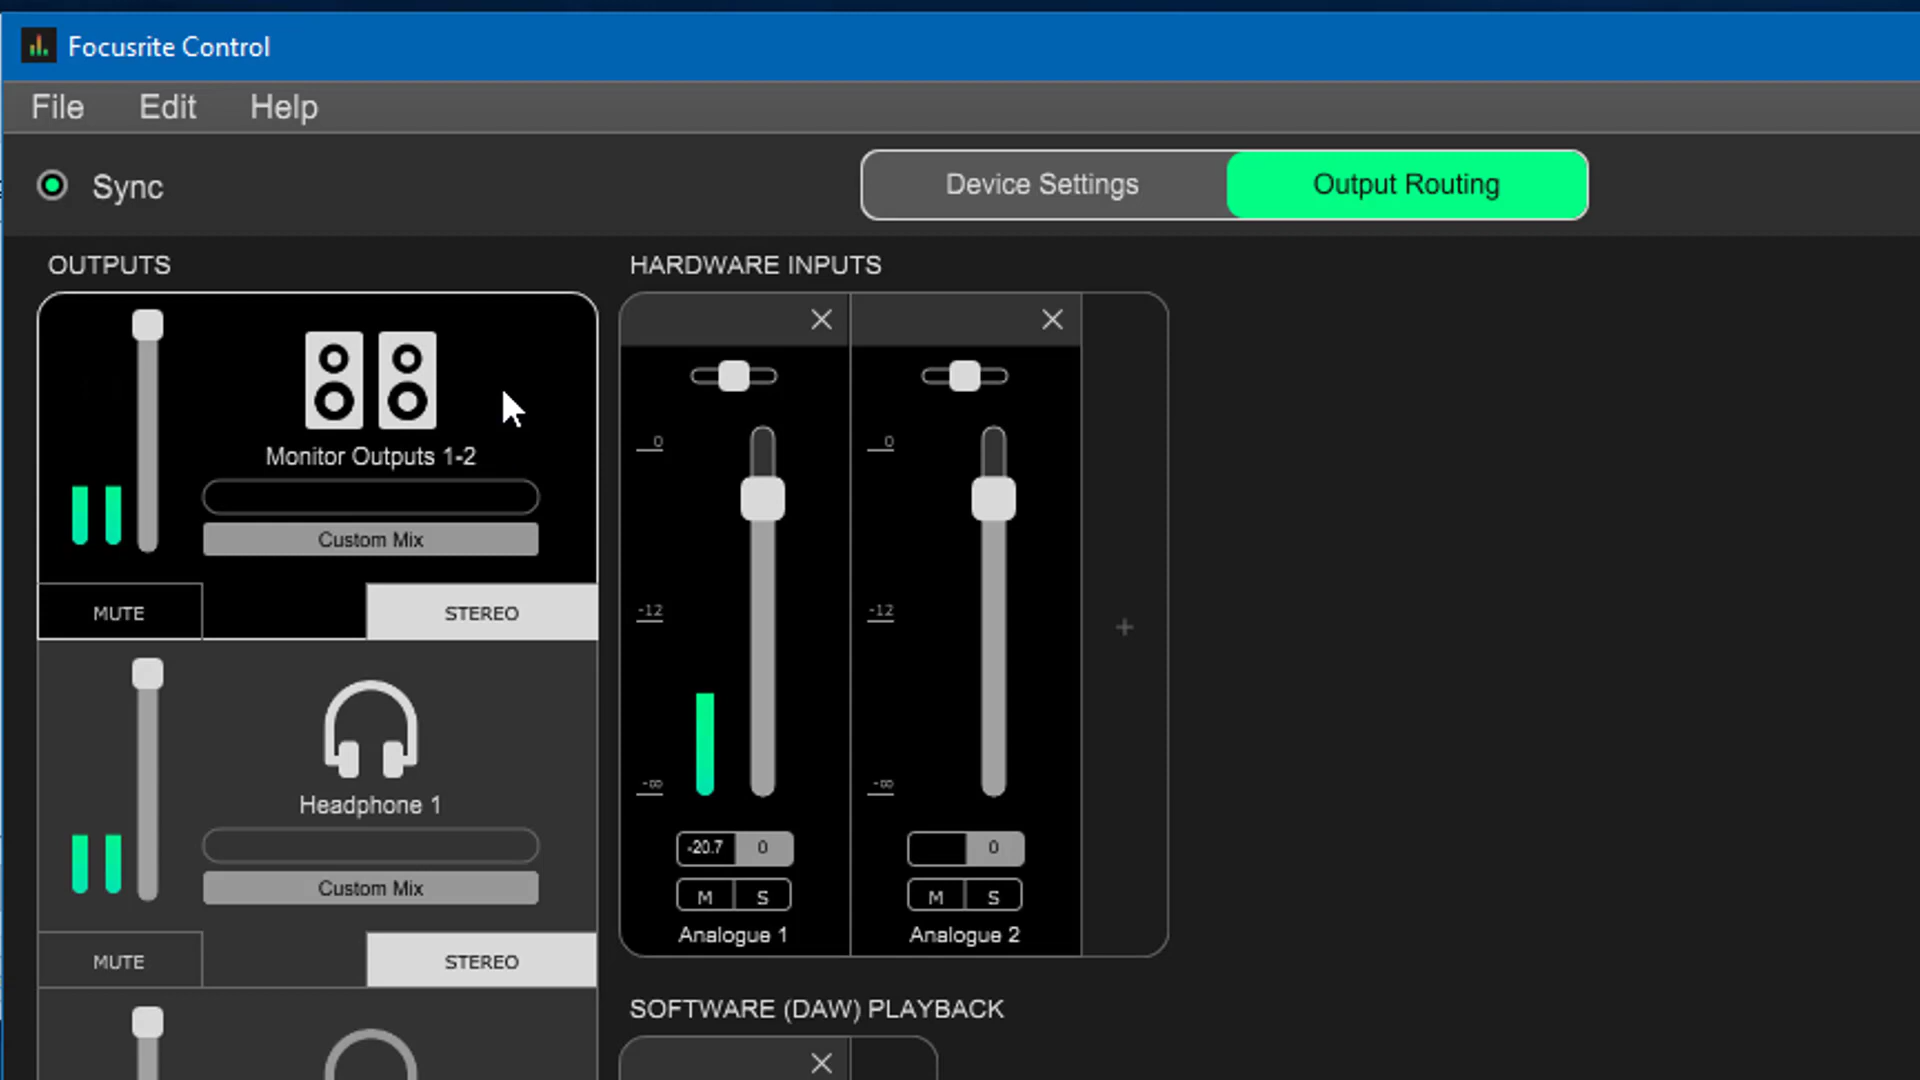 Focusrite Control
File Edit Help
Sync
Device Settings Output Routing
OUTPUTS
Monitor Outputs 1-2
Custom Mix
MUTE STEREO
Headphone 1
Custom Mix
MUTE STEREO
HARDWARE INPUTS
0 0
-12 -12
-∞ -∞
-20.7 0 0
M S M S
Analogue 1 Analogue 2
+
SOFTWARE (DAW) PLAYBACK